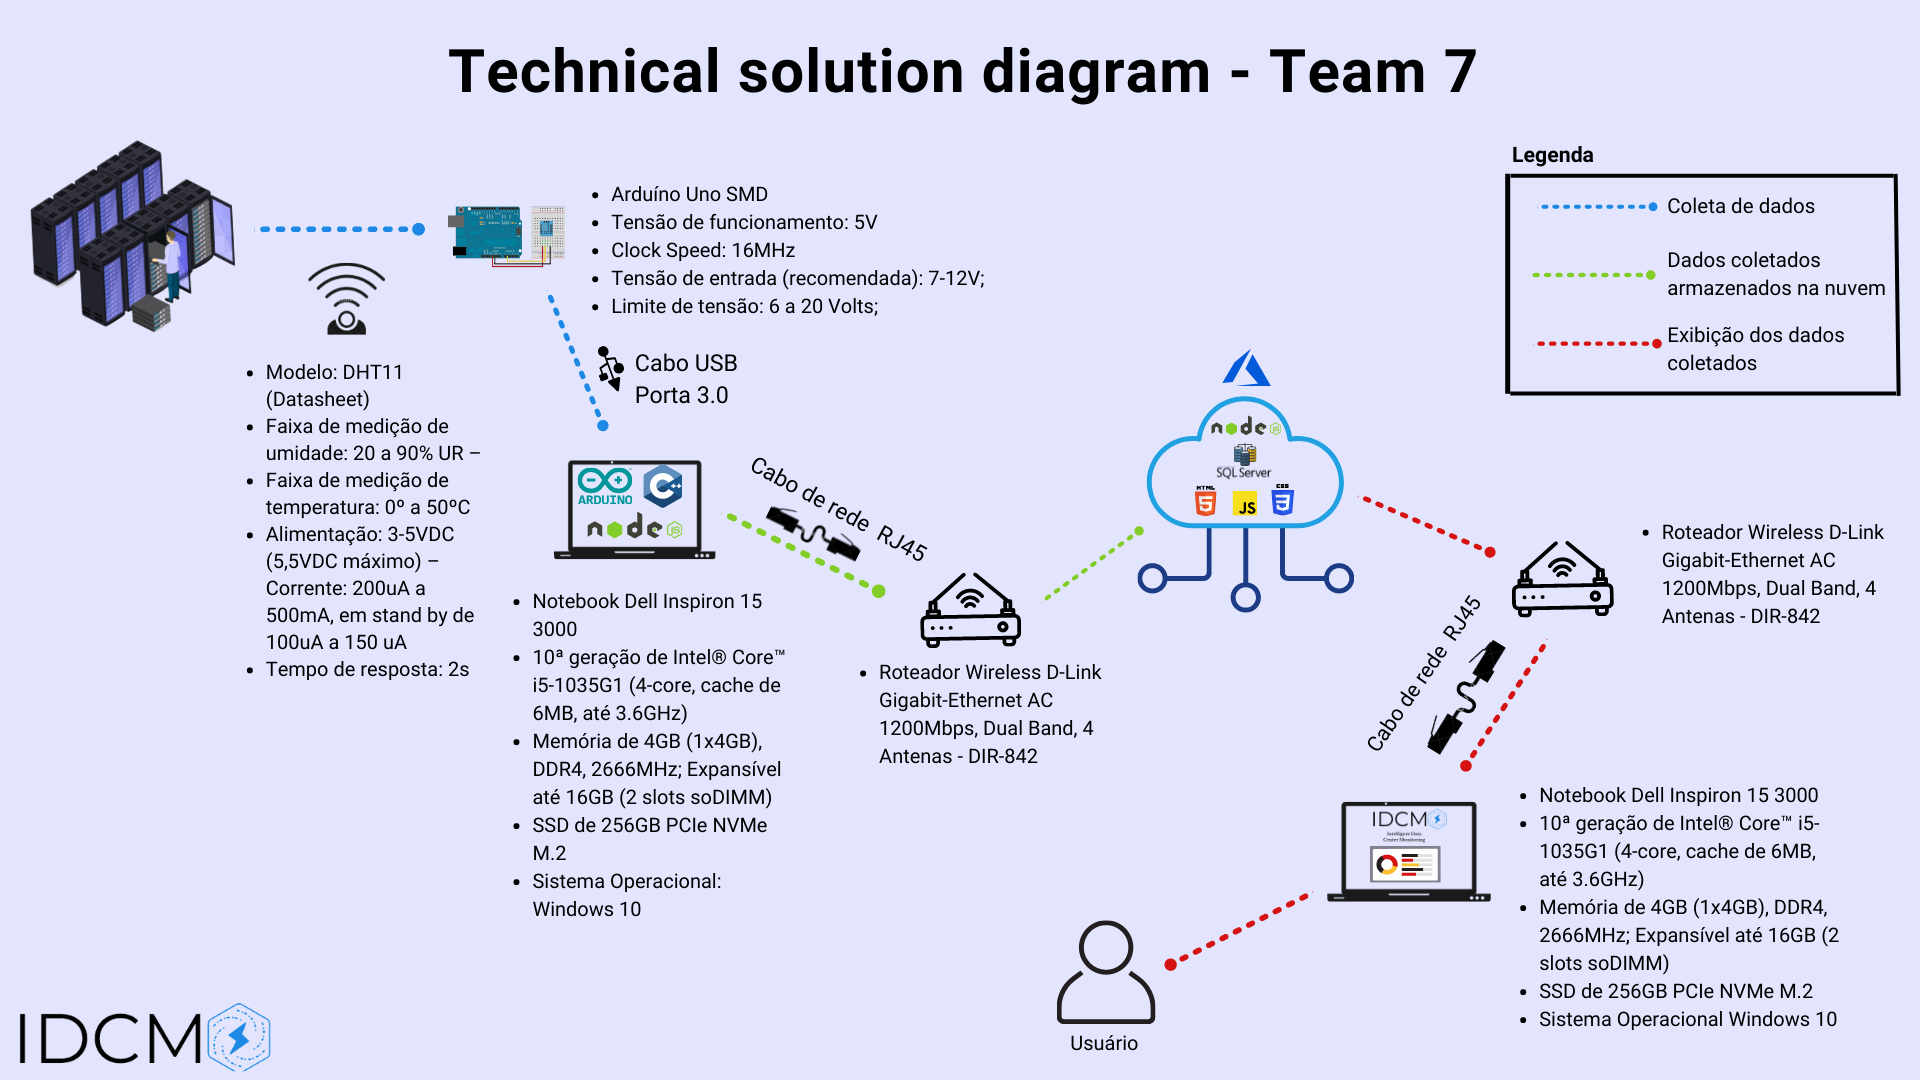 Technical solution diagram - Team 7
Legenda
Coleta de dados
Dados coletados
armazenados na nuvem
Exibição dos dados
coletados
• Arduíno Uno SMD
• Tensão de funcionamento: 5V
• Clock Speed: 16MHz
• Tensão de entrada (recomendada): 7-12V;
• Limite de tensão: 6 a 20 Volts;
Cabo USB
Porta 3.0
• Modelo: DHT11
(Datasheet)
• Faixa de medição de
umidade: 20 a 90% UR –
• Faixa de medição de
temperatura: 0º a 50ºC
• Alimentação: 3-5VDC
(5,5VDC máximo) –
Corrente: 200uA a
500mA, em stand by de
100uA a 150 uA
• Tempo de resposta: 2s
ARDUINO
C++
node
JS
Cabo de rede RJ45
• Notebook Dell Inspiron 15
3000
• 10ª geração de Intel® Core™
i5-1035G1 (4-core, cache de
6MB, até 3.6GHz)
• Memória de 4GB (1x4GB),
DDR4, 2666MHz; Expansível
até 16GB (2 slots soDIMM)
• SSD de 256GB PCIe NVMe
M.2
• Sistema Operacional:
Windows 10
• Roteador Wireless D-Link
Gigabit-Ethernet AC
1200Mbps, Dual Band, 4
Antenas - DIR-842
node
JS
SQL Server
HTML
5
JS
CSS
3
• Roteador Wireless D-Link
Gigabit-Ethernet AC
1200Mbps, Dual Band, 4
Antenas - DIR-842
Cabo de rede RJ45
IDCM
Intelligent Data
Center Monitoring
• Notebook Dell Inspiron 15 3000
• 10ª geração de Intel® Core™ i5-
1035G1 (4-core, cache de 6MB,
até 3.6GHz)
• Memória de 4GB (1x4GB), DDR4,
2666MHz; Expansível até 16GB (2
slots soDIMM)
• SSD de 256GB PCIe NVMe M.2
• Sistema Operacional Windows 10
Usuário
IDCM